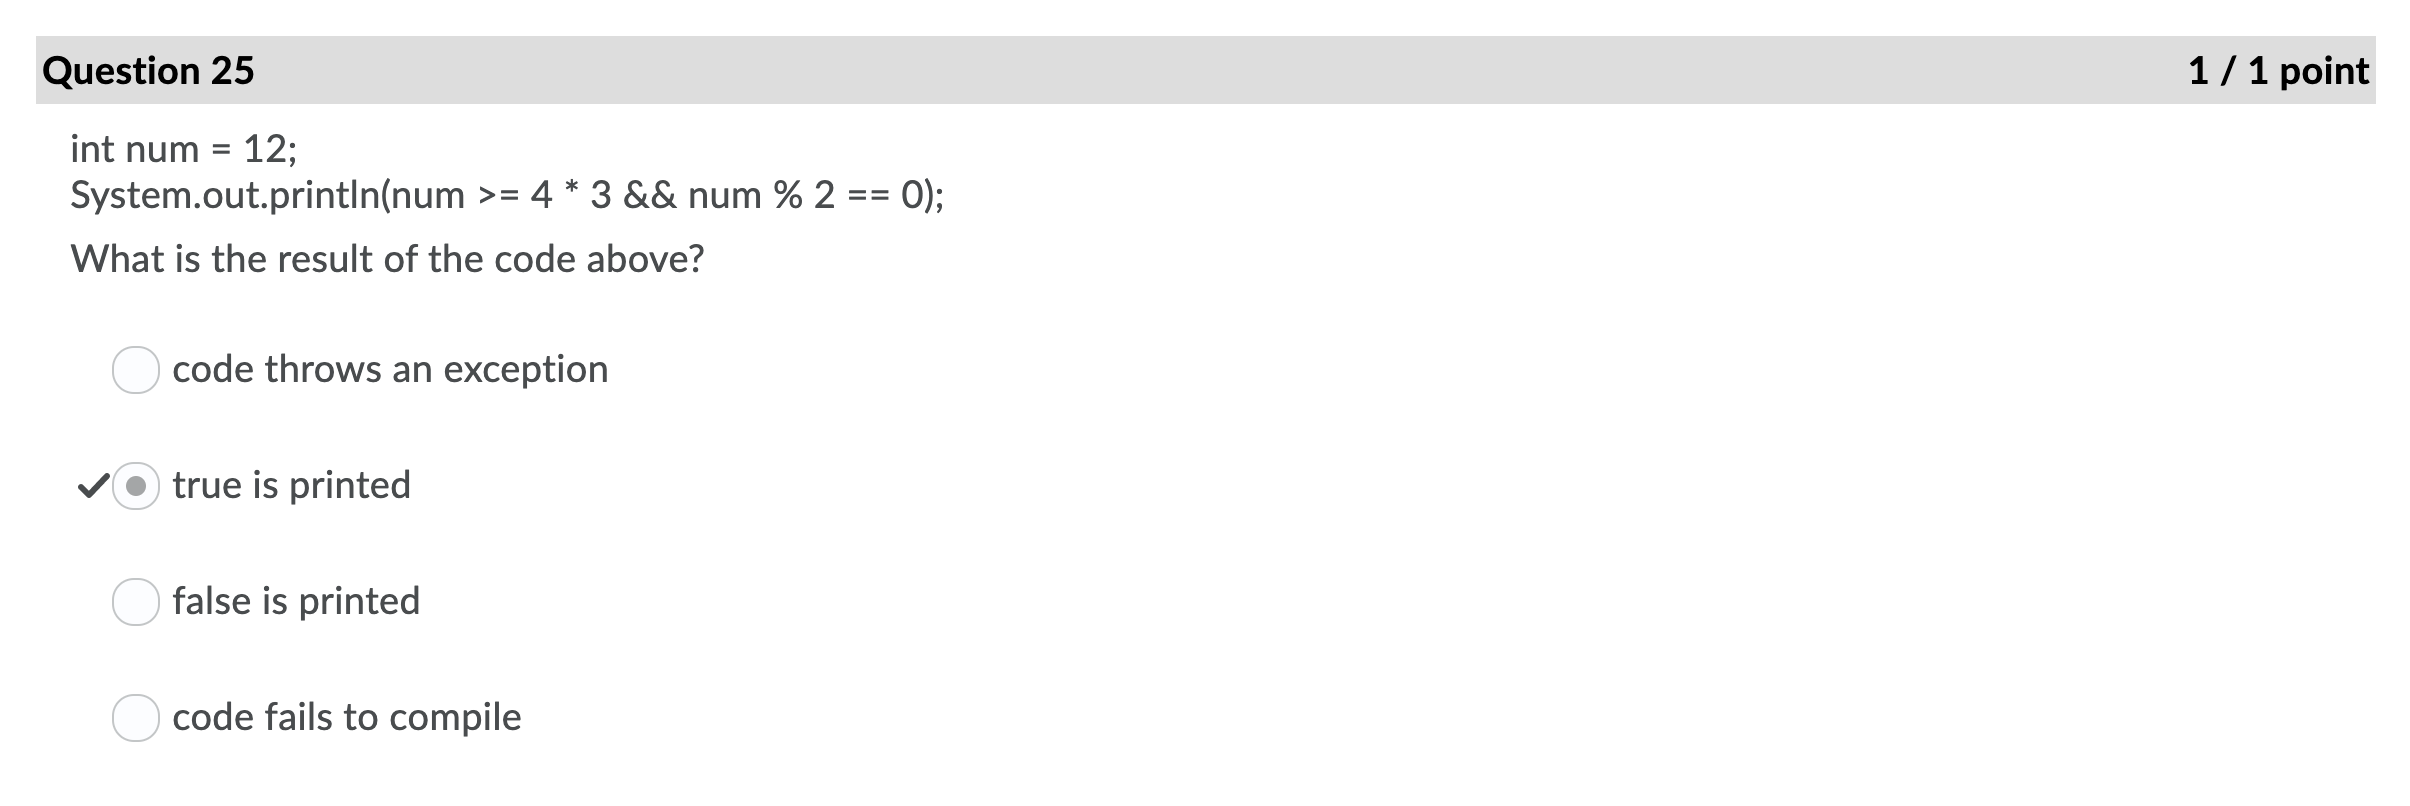 Question 25
1 / 1 point
int num = 12;
System.out.println(num >= 4 * 3 && num % 2 == 0);
What is the result of the code above?
code throws an exception
true is printed
false is printed
code fails to compile